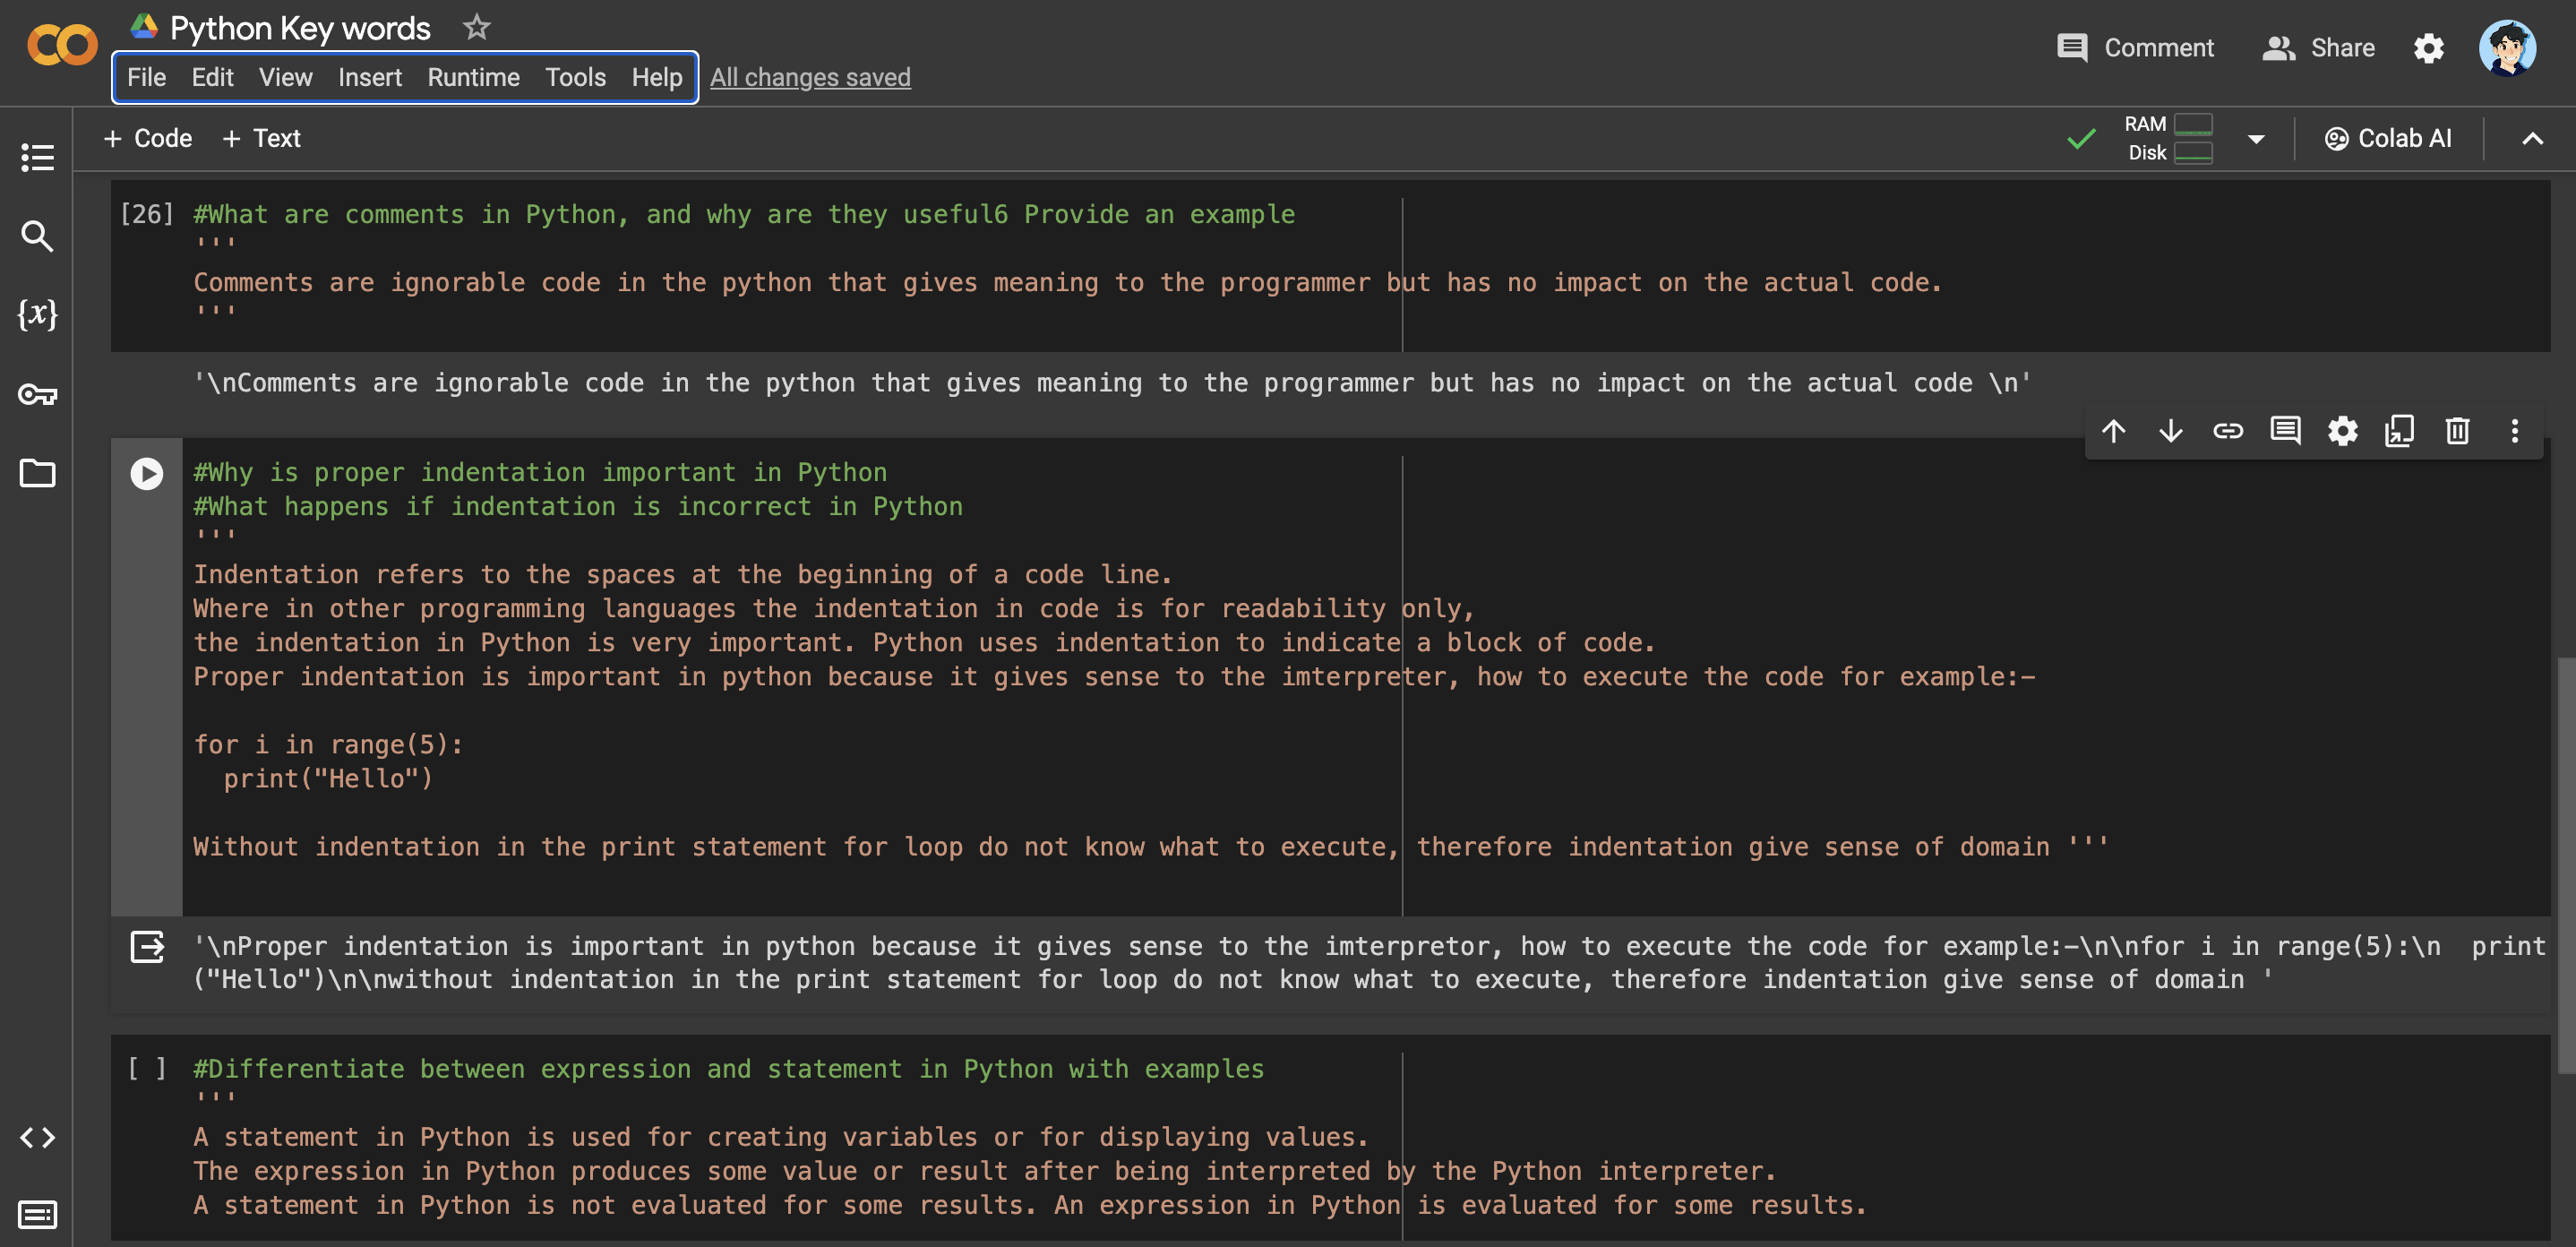 Python Key words
File Edit View Insert Runtime Tools Help All changes saved
Comment Share
+ Code + Text
RAM
Disk
Colab AI
{x}
[26] #What are comments in Python, and why are they useful6 Provide an example
'''
Comments are ignorable code in the python that gives meaning to the programmer but has no impact on the actual code.
'''
'\nComments are ignorable code in the python that gives meaning to the programmer but has no impact on the actual code \n'
#Why is proper indentation important in Python
#What happens if indentation is incorrect in Python
'''
Indentation refers to the spaces at the beginning of a code line.
Where in other programming languages the indentation in code is for readability only,
the indentation in Python is very important. Python uses indentation to indicate a block of code.
Proper indentation is important in python because it gives sense to the imterpreter, how to execute the code for example:-
for i in range(5):
  print("Hello")
Without indentation in the print statement for loop do not know what to execute, therefore indentation give sense of domain '''
'\nProper indentation is important in python because it gives sense to the imterpretor, how to execute the code for example:-\n\nfor i in range(5):\n  print
("Hello")\n\nwithout indentation in the print statement for loop do not know what to execute, therefore indentation give sense of domain '
[ ] #Differentiate between expression and statement in Python with examples
'''
A statement in Python is used for creating variables or for displaying values.
The expression in Python produces some value or result after being interpreted by the Python interpreter.
A statement in Python is not evaluated for some results. An expression in Python is evaluated for some results.